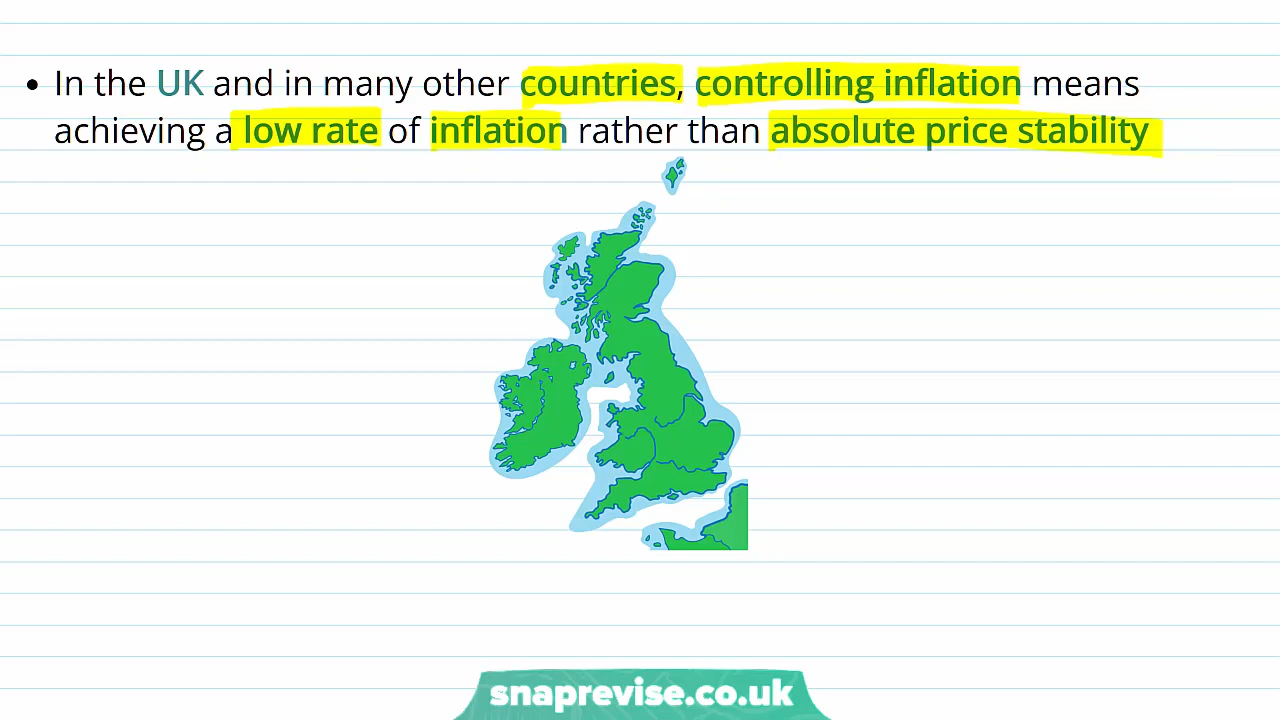 • In the UK and in many other countries, controlling inflation means
achieving a low rate of inflation rather than absolute price stability
snaprevise.co.uk